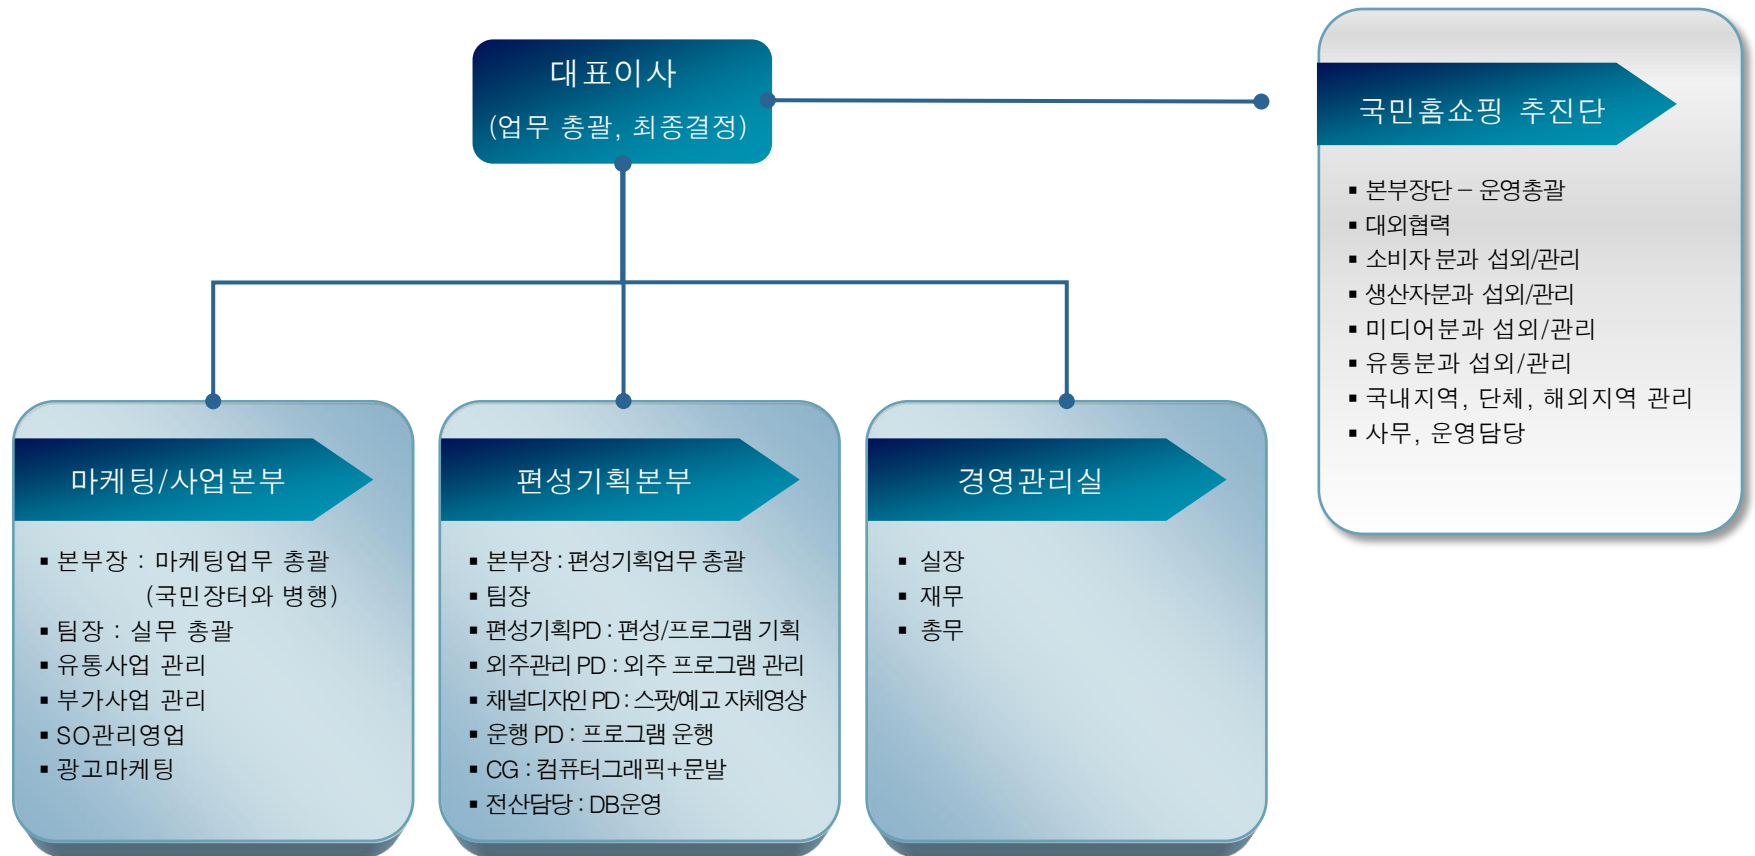 대표이사
(업무 총괄, 최종결정)
국민홈쇼핑 추진단
▪ 본부장단 – 운영총괄
▪ 대외협력
▪ 소비자 분과 섭외/관리
▪ 생산자분과 섭외/관리
▪ 미디어분과 섭외/관리
▪ 유통분과 섭외/관리
▪ 국내지역, 단체, 해외지역 관리
▪ 사무, 운영담당
마케팅/사업본부
▪ 본부장 : 마케팅업무 총괄
(국민장터와 병행)
▪ 팀장 : 실무 총괄
▪ 유통사업 관리
▪ 부가사업 관리
▪ SO관리영업
▪ 광고마케팅
편성기획본부
▪ 본부장 : 편성기획업무 총괄
▪ 팀장
▪ 편성기획PD : 편성/프로그램 기획
▪ 외주관리 PD : 외주 프로그램 관리
▪ 채널디자인 PD : 스팟/예고 자체영상
▪ 운행 PD : 프로그램 운행
▪ CG : 컴퓨터그래픽+문발
▪ 전산담당 : DB운영
경영관리실
▪ 실장
▪ 재무
▪ 총무